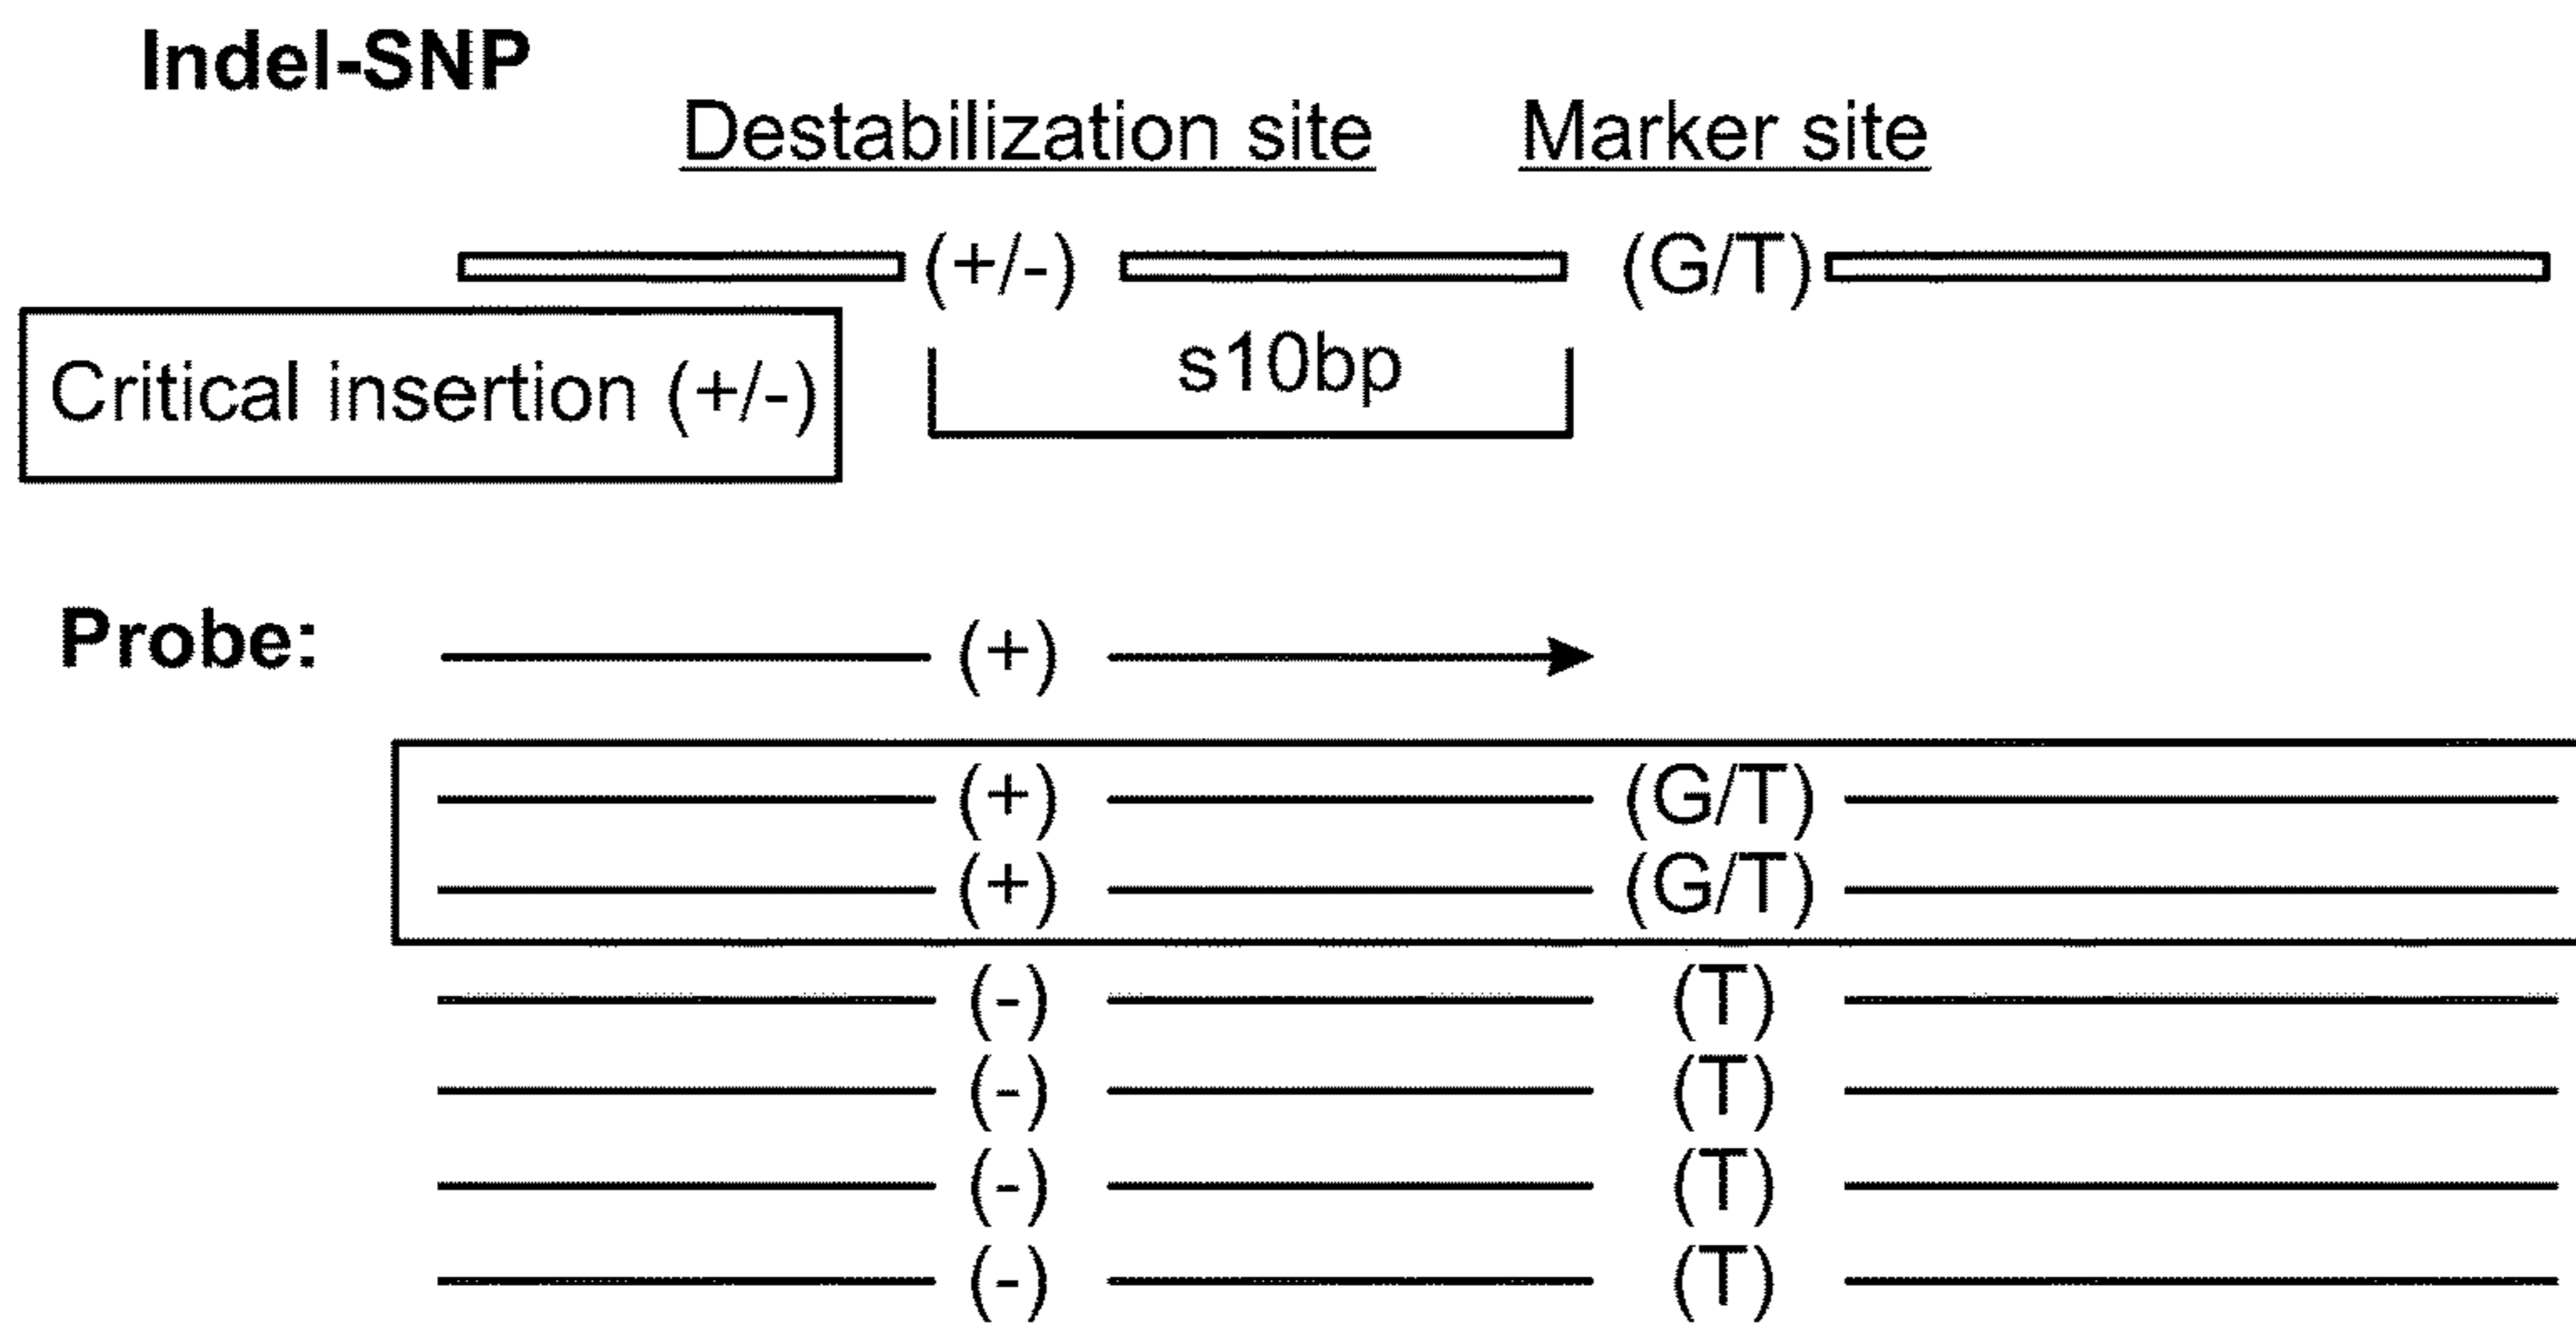 Indel-SNP
Destabilization site Marker site
(+/-) (G/T)
Critical insertion (+/-) s10bp
Probe: (+)
(+) (G/T)
(+) (G/T)
(-) (T)
(-) (T)
(-) (T)
(-) (T)